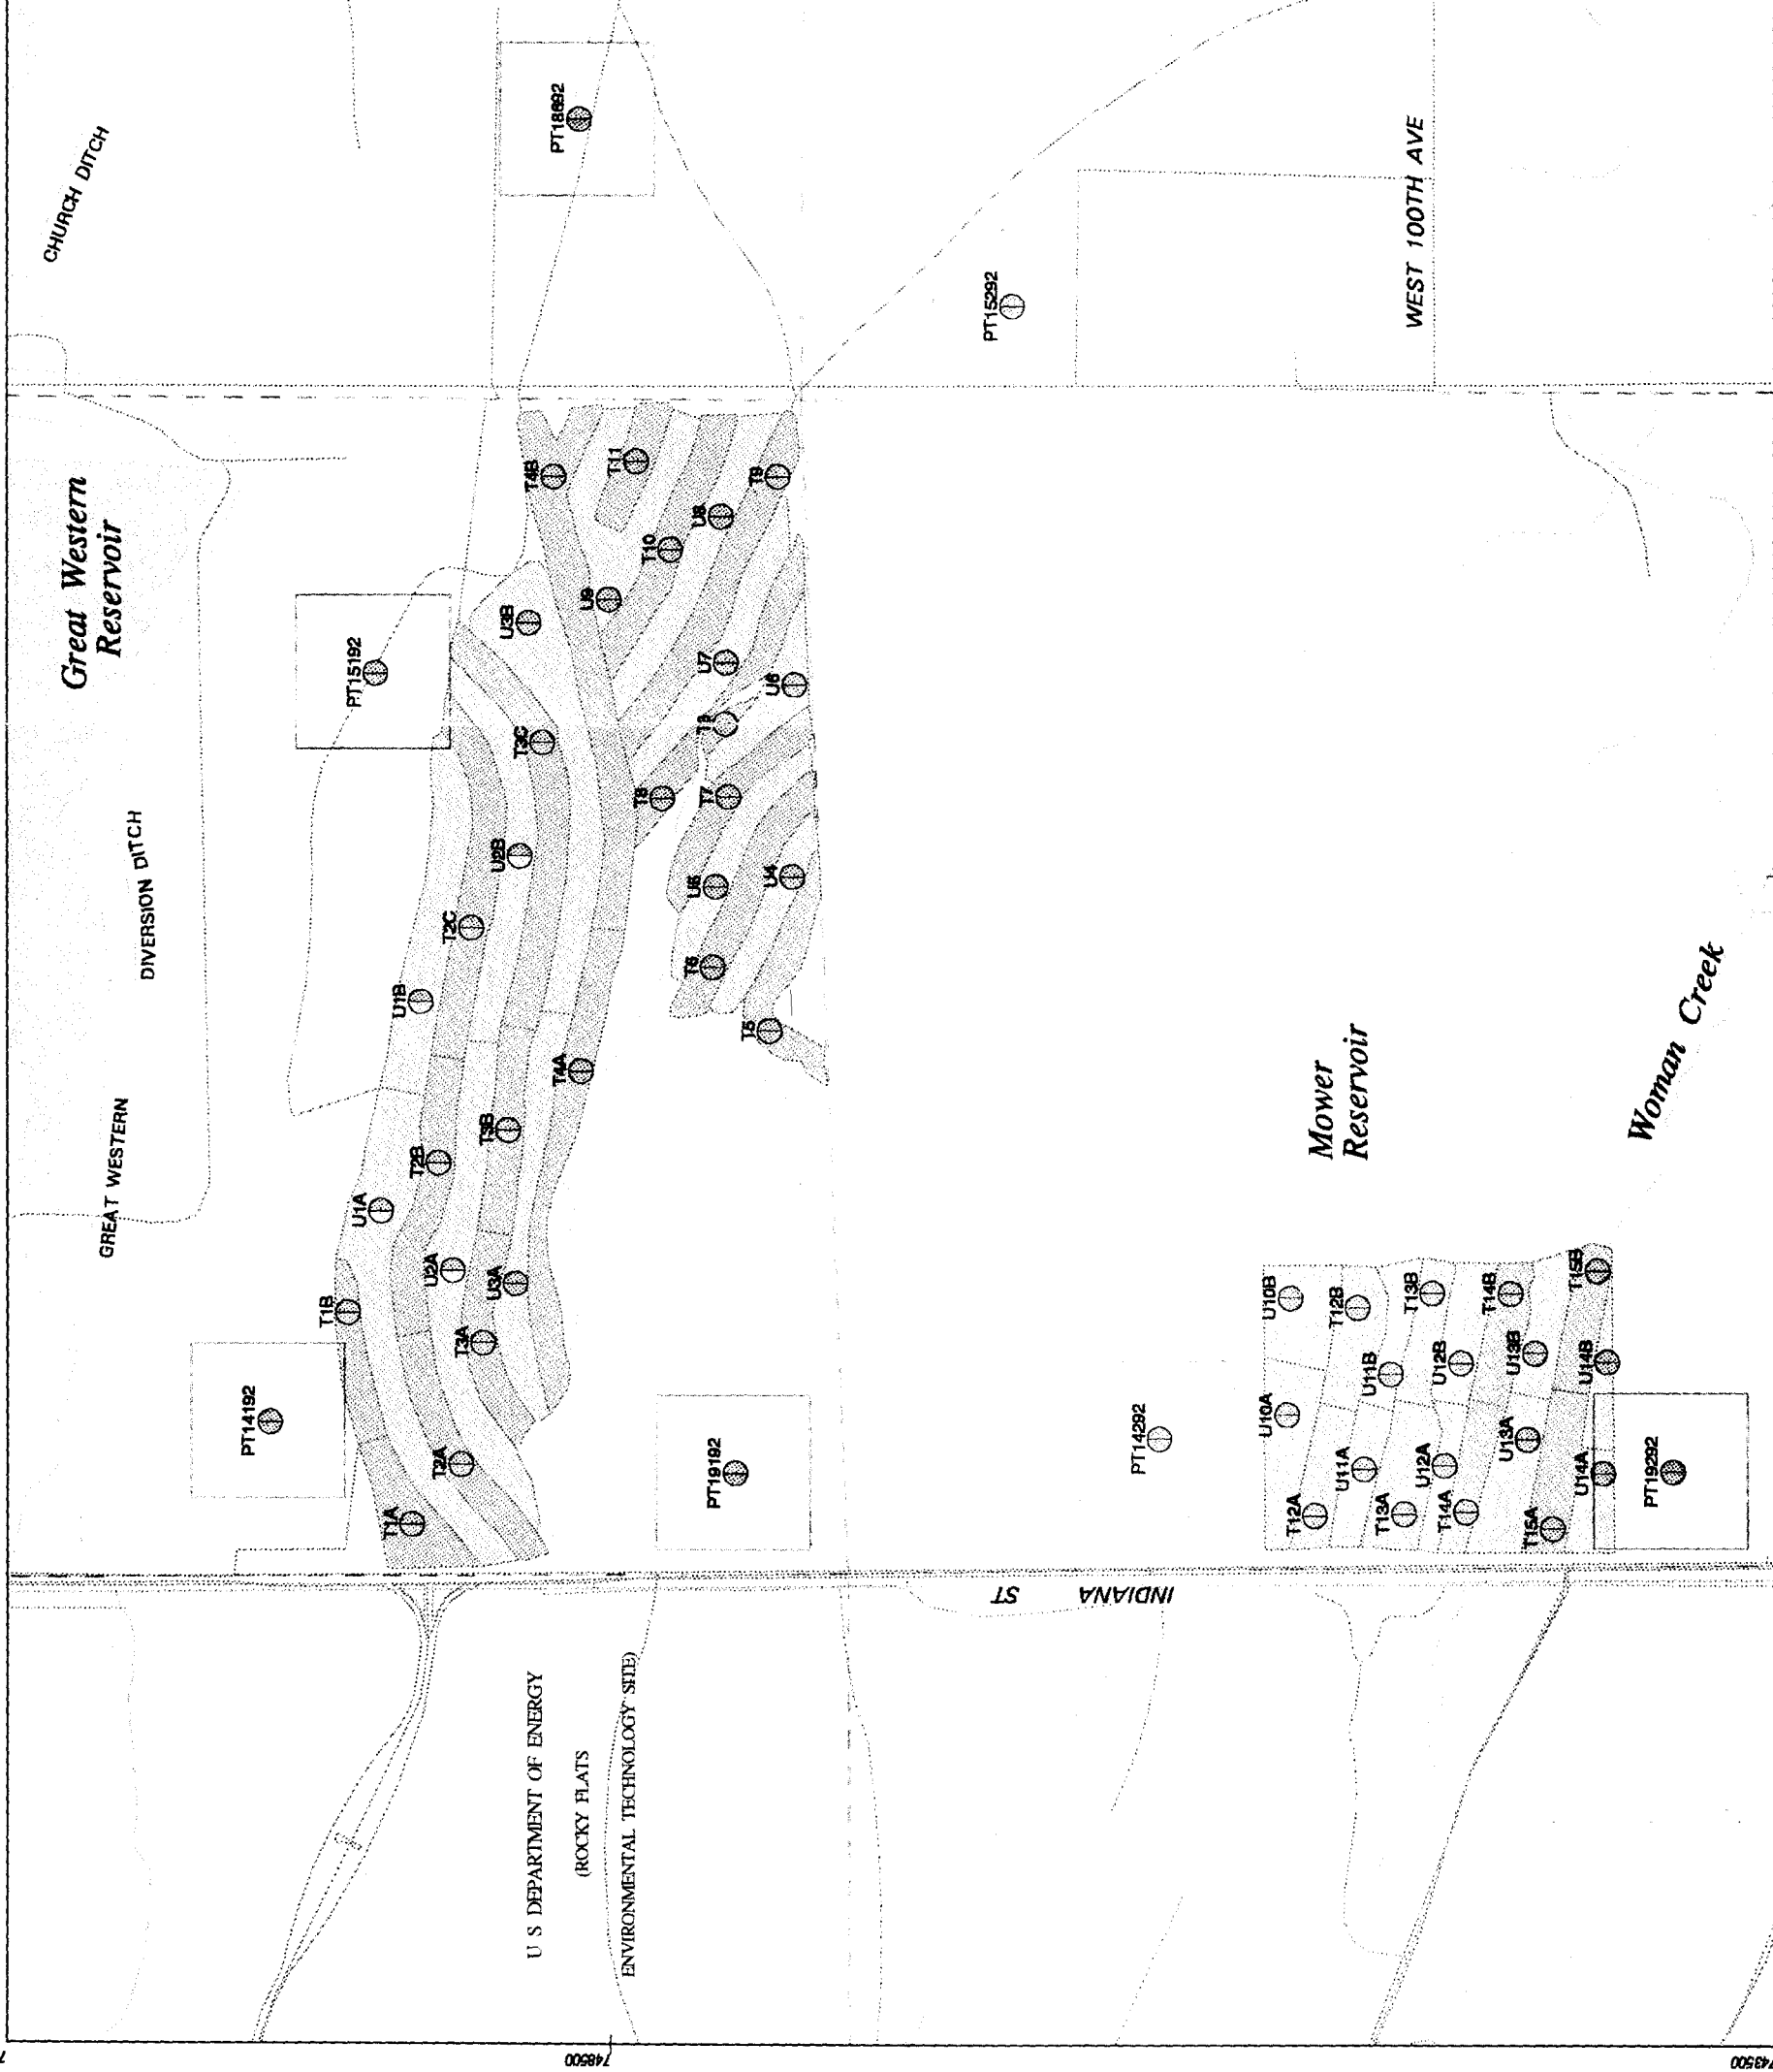 CHURCH DITCH
Great Western
Reservoir
DIVERSION DITCH
GREAT WESTERN
PT18692
PT15292
WEST 100TH AVE
PT15192
T4B
T11
T9
U8
T10
U9
U3B
U7
U6
T3C
T8
T7
U2B
U4
T2C
T6
U1B
T5
T4A
T3B
T2B
U1A
U2A
U3A
T1B
T3A
PT14192
T2A
T1A
PT19192
PT14292
Mower
Reservoir
Woman Creek
U10B
T12B
T13B
T14B
T15B
U10A
U11B
U12B
U13B
U14B
T12A
U11A
T13A
U12A
T14A
U13A
T15A
U14A
PT19292
INDIANA ST
U S DEPARTMENT OF ENERGY
(ROCKY FLATS
ENVIRONMENTAL TECHNOLOGY SITE)
748500
743500